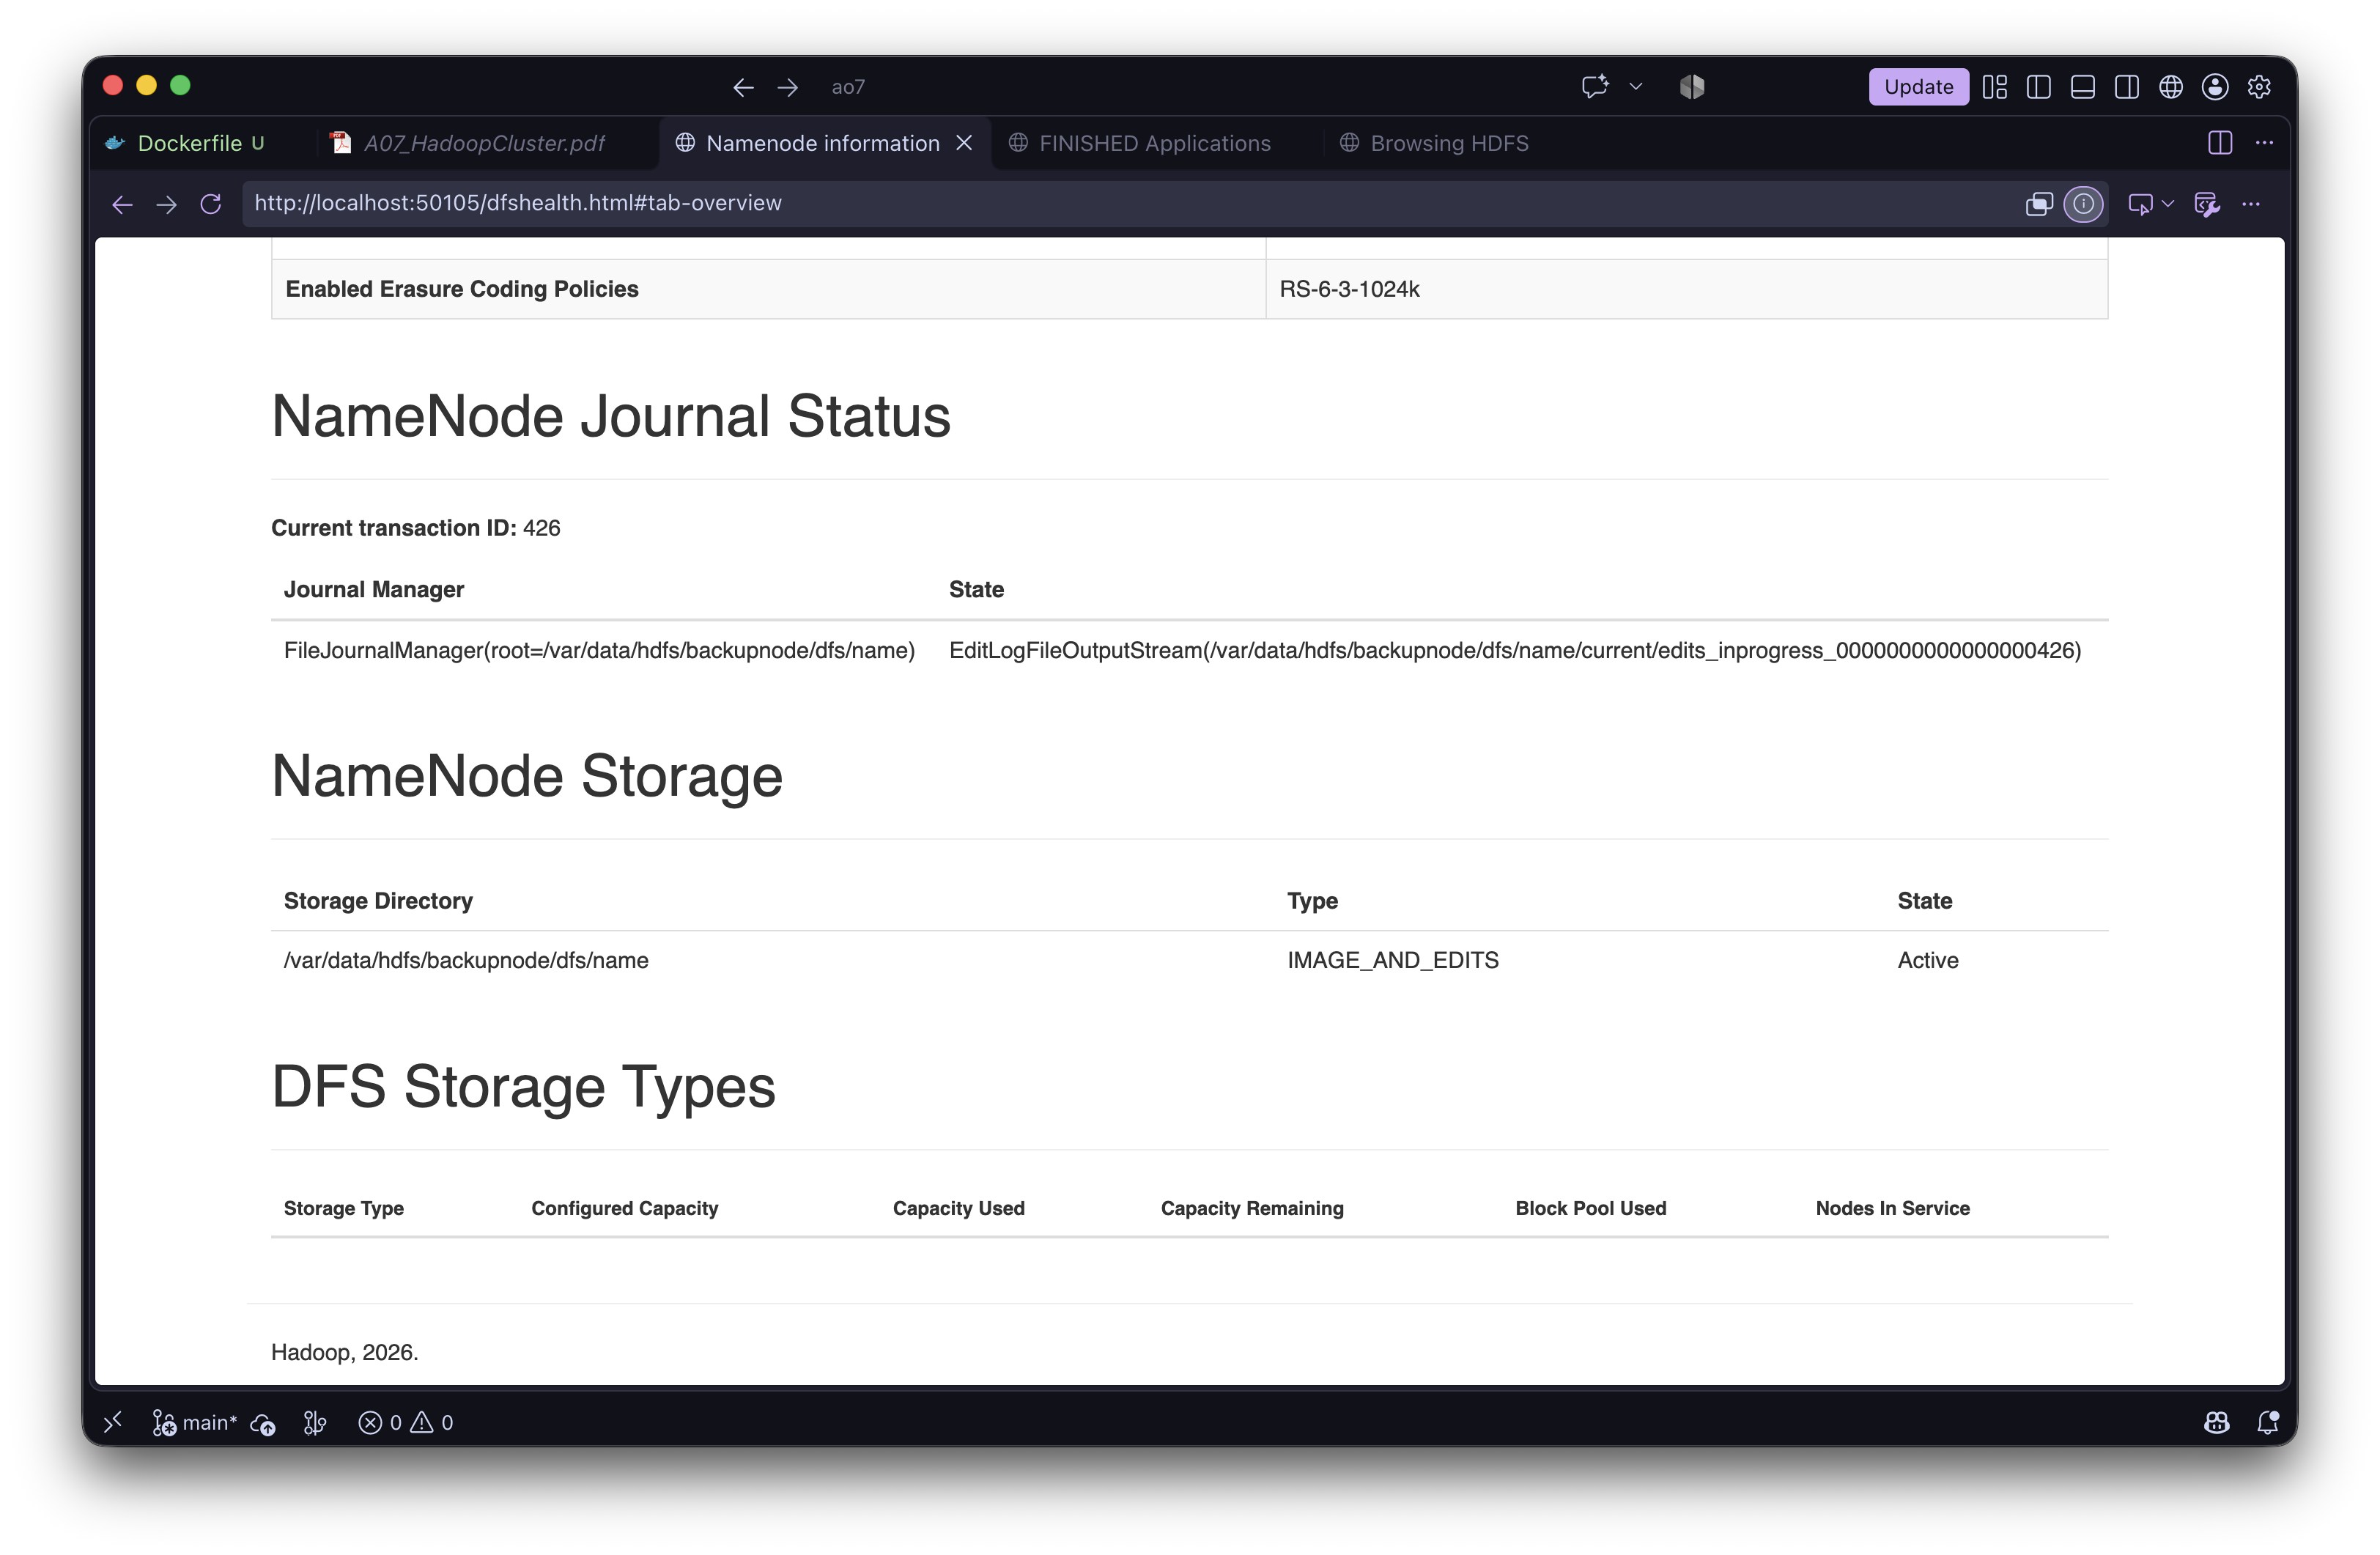 ao7
Update
Dockerfile U
A07_HadoopCluster.pdf
Namenode information
FINISHED Applications
Browsing HDFS
http://localhost:50105/dfshealth.html#tab-overview
Enabled Erasure Coding Policies RS-6-3-1024k
NameNode Journal Status
Current transaction ID: 426
Journal Manager State
FileJournalManager(root=/var/data/hdfs/backupnode/dfs/name) EditLogFileOutputStream(/var/data/hdfs/backupnode/dfs/name/current/edits_inprogress_0000000000000000426)
NameNode Storage
Storage Directory Type State
/var/data/hdfs/backupnode/dfs/name IMAGE_AND_EDITS Active
DFS Storage Types
Storage Type Configured Capacity Capacity Used Capacity Remaining Block Pool Used Nodes In Service
Hadoop, 2026.
main* 0 0